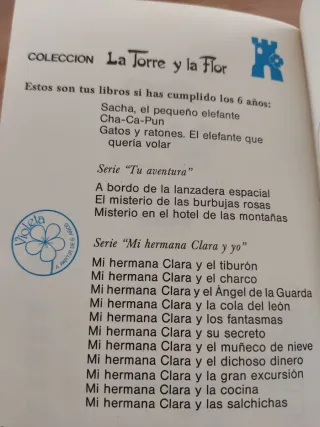 COLECCION La Torre y la Flor
Estos son tus libros si has cumplido los 6 años:
Sacha, el pequeño elefante
Cha-Ca-Pun
Gatos y ratones. El elefante que
quería volar
Serie "Tu aventura"
A bordo de la lanzadera espacial
El misterio de las burbujas rosas
Misterio en el hotel de las montañas
Violeta
Serie "Mi hermana Clara y yo"
Mi hermana Clara y el tiburón
Mi hermana Clara y el charco
Mi hermana Clara y el Ángel de la Guarda
Mi hermana Clara y la cola del león
Mi hermana Clara y los fantasmas
Mi hermana Clara y su secreto
Mi hermana Clara y el muñeco de nieve
Mi hermana Clara y el dichoso dinero
Mi hermana Clara y la gran excursión
Mi hermana Clara y la cocina
Mi hermana Clara y las salchichas